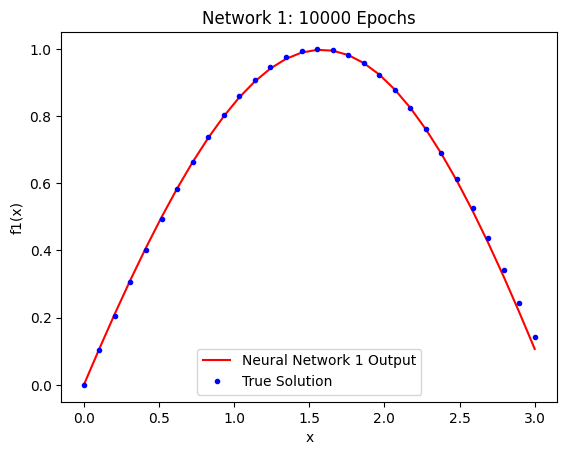 Network 1: 10000 Epochs
1.0
0.8
0.6
0.4
0.2
0.0
f1(x)
Neural Network 1 Output
True Solution
0.0 0.5 1.0 1.5 2.0 2.5 3.0
x